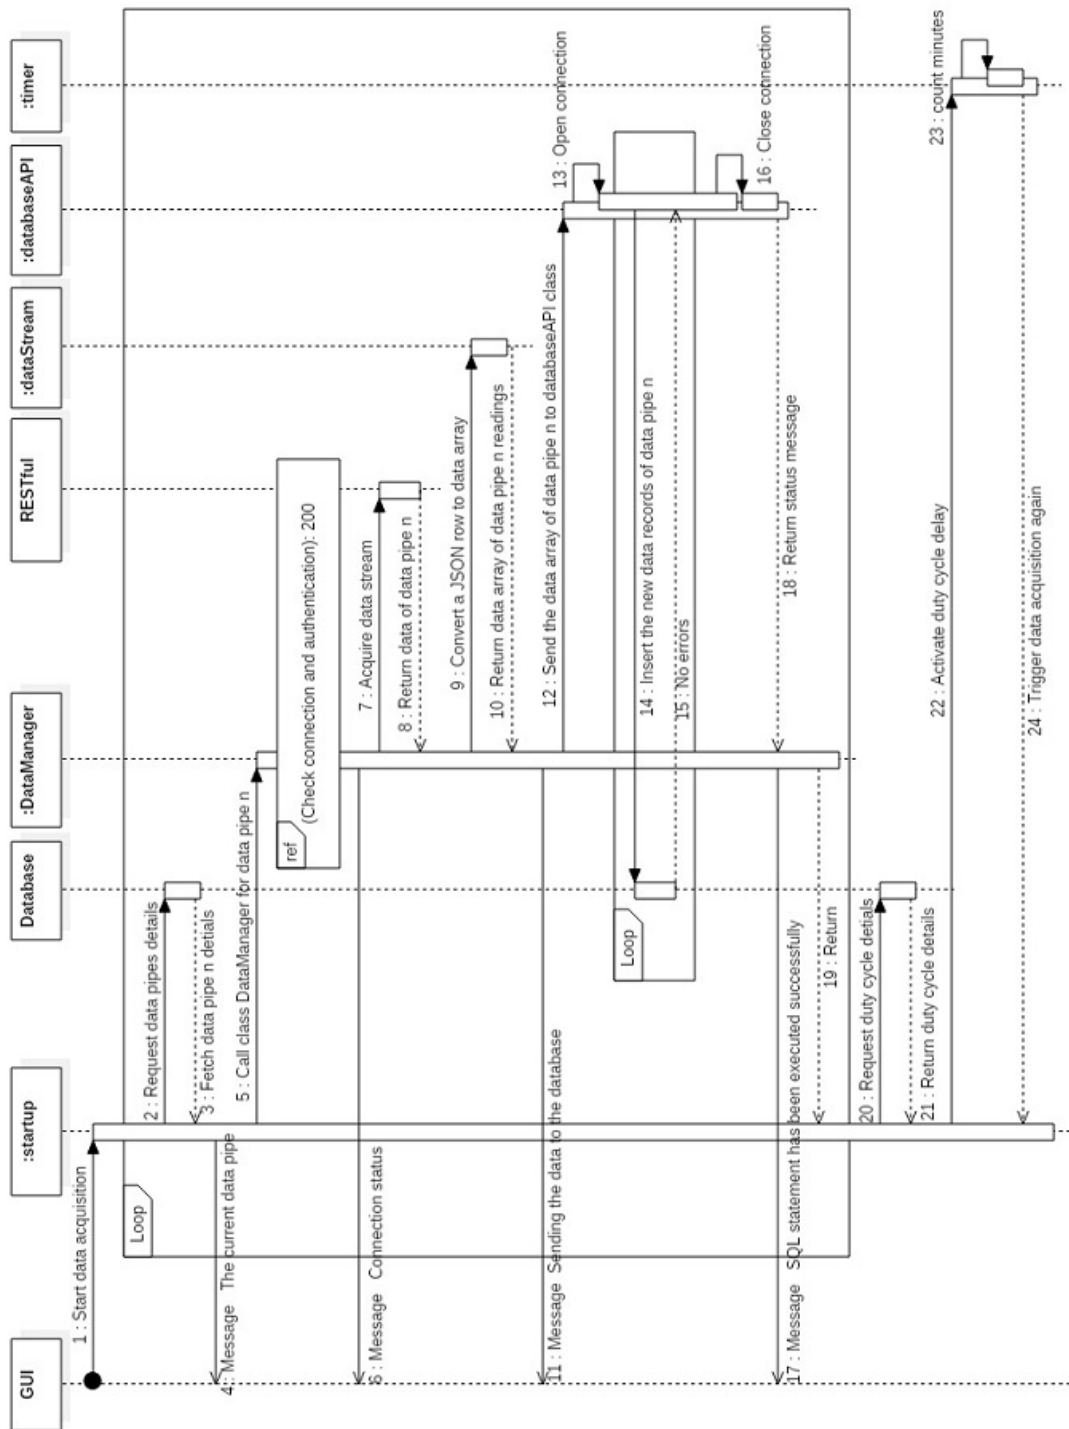 GUI
:startup
Database
:DataManager
RESTful
:dataStream
:databaseAPI
:timer
1 : Start data acquisition
Loop
2 : Request data pipes details
3 : Fetch data pipe n detials
4 : Message The current data pipe
5 : Call class DataManager for data pipe n
ref
(Check connection and authentication): 200
6 : Message Connection status
7 : Acquire data stream
8 : Return data of data pipe n
9 : Convert a JSON row to data array
10 : Return data array of data pipe n readings
11 : Message Sending the data to the database
12 : Send the data array of data pipe n to databaseAPI class
13 : Open connection
Loop
14 : Insert the new data records of data pipe n
15 : No errors
16 : Close connection
17 : Message SQL statement has been executed successfully
18 : Return status message
19 : Return
20 : Request duty cycle detials
21 : Return duty cycle details
22 : Activate duty cycle delay
23 : count minutes
24 : Trigger data acquisition again